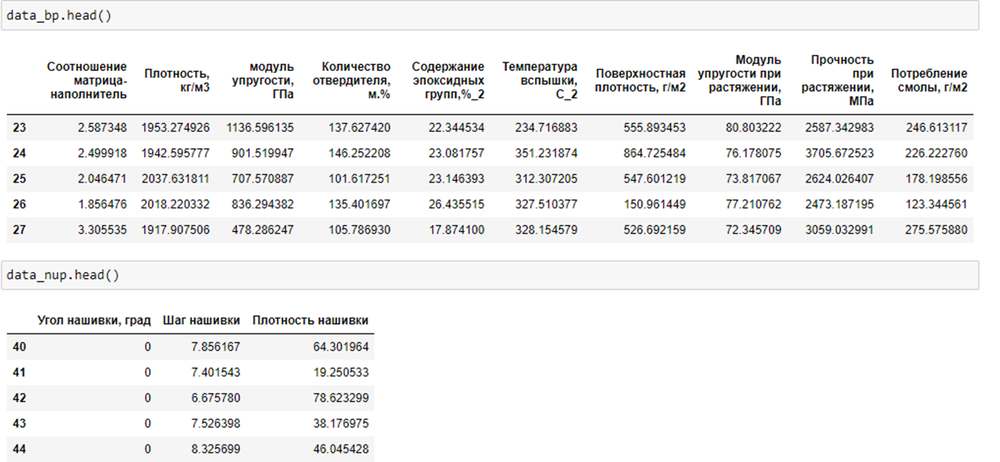 data_bp.head()
Соотношение матрица-наполнитель Плотность, кг/м3 модуль упругости, ГПа Количество отвердителя, м.% Содержание эпоксидных групп,%_2 Температура вспышки, С_2 Поверхностная плотность, г/м2 Модуль упругости при растяжении, ГПа Прочность при растяжении, МПа Потребление смолы, г/м2
23 2.587348 1953.274926 1136.596135 137.627420 22.344534 234.716883 555.893453 80.803222 2587.342983 246.613117
24 2.499918 1942.595777 901.519947 146.252208 23.081757 351.231874 864.725484 76.178075 3705.672523 226.222760
25 2.046471 2037.631811 707.570887 101.617251 23.146393 312.307205 547.601219 73.817067 2624.026407 178.198556
26 1.856476 2018.220332 836.294382 135.401697 26.435515 327.510377 150.961449 77.210762 2473.187195 123.344561
27 3.305535 1917.907506 478.286247 105.786930 17.874100 328.154579 526.692159 72.345709 3059.032991 275.575880
data_nup.head()
Угол нашивки, град Шаг нашивки Плотность нашивки
40 0 7.856167 64.301964
41 0 7.401543 19.250533
42 0 6.675780 78.623299
43 0 7.526398 38.176975
44 0 8.325699 46.045428